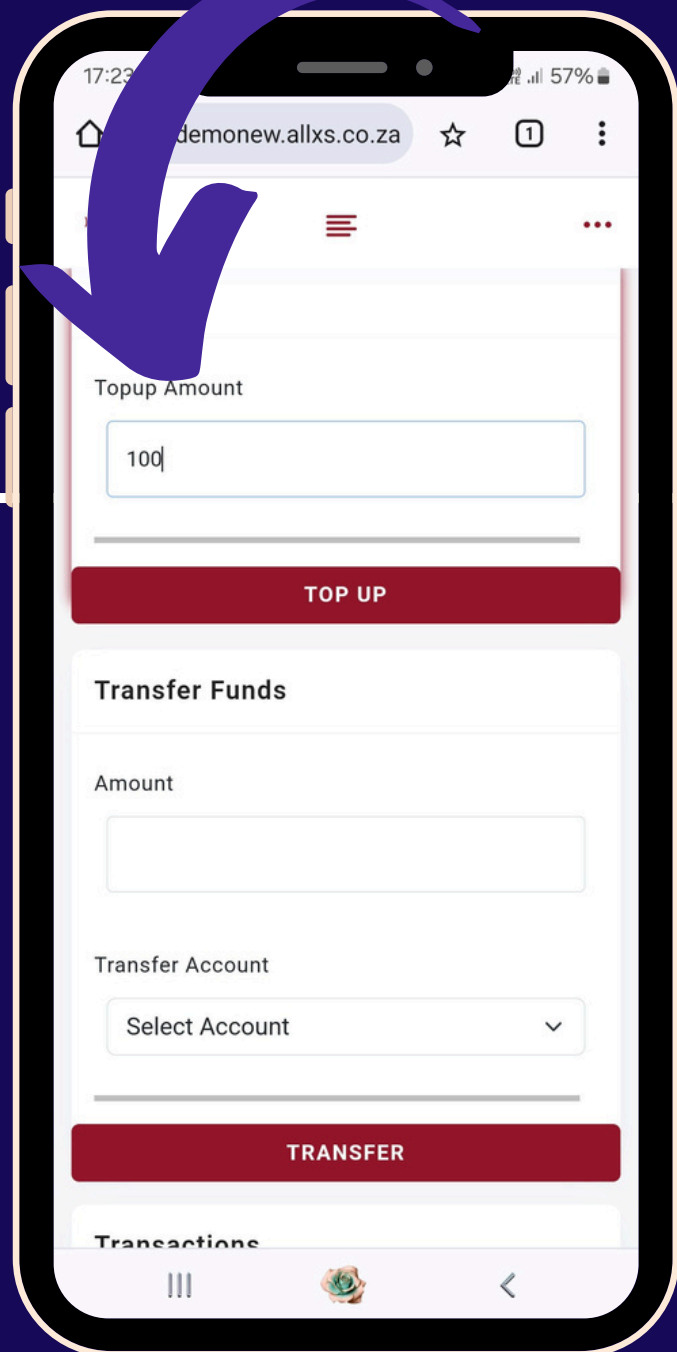 17:23 57%
demonew.allxs.co.za 1
Topup Amount
100
TOP UP
Transfer Funds
Amount
Transfer Account
Select Account
TRANSFER
Transactions